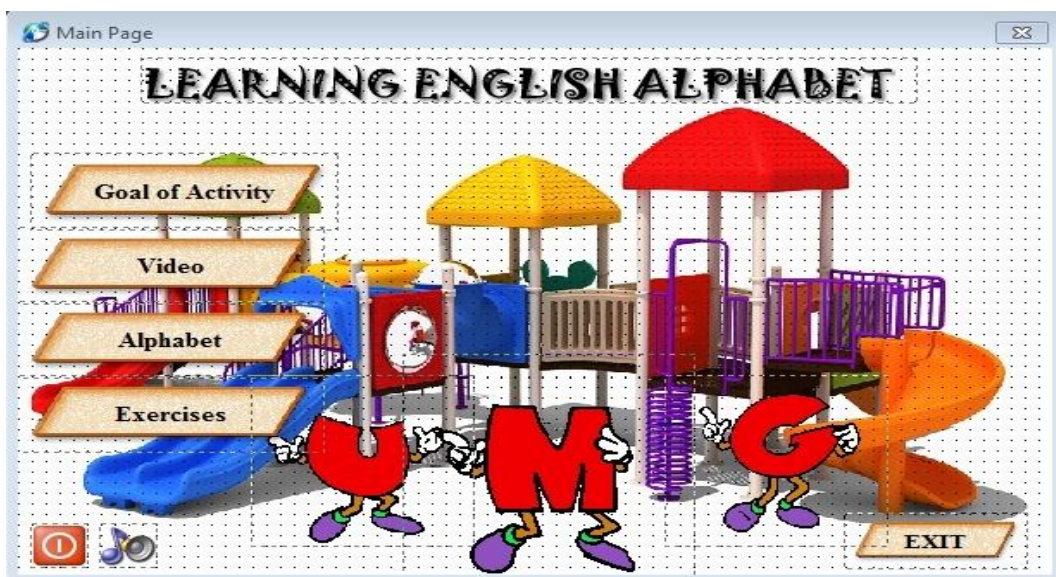 Main Page
LEARNING ENGLISH ALPHABET
Goal of Activity
Video
Alphabet
Exercises
U M G
EXIT